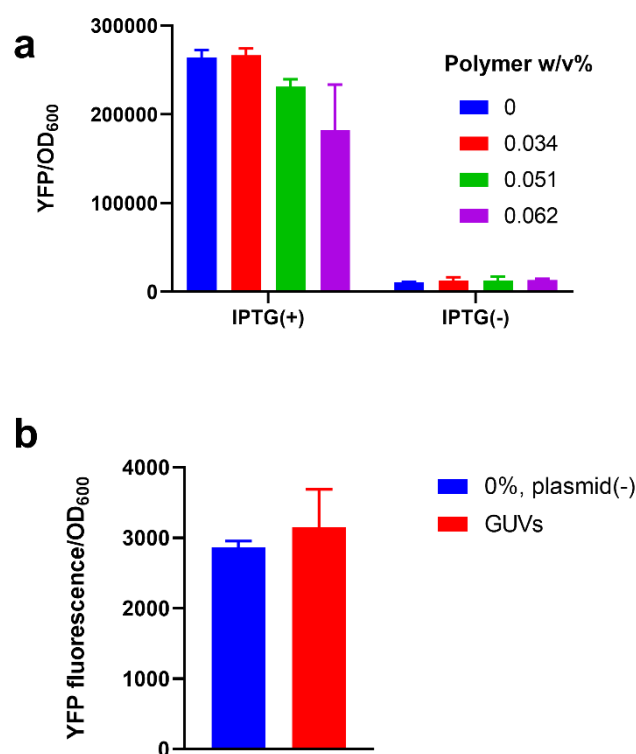 a
YFP/OD600
300000
200000
100000
0
IPTG(+)
IPTG(-)
Polymer w/v%
0
0.034
0.051
0.062
b
YFP fluorescence/OD600
4000
3000
2000
1000
0
0%, plasmid(-)
GUVs